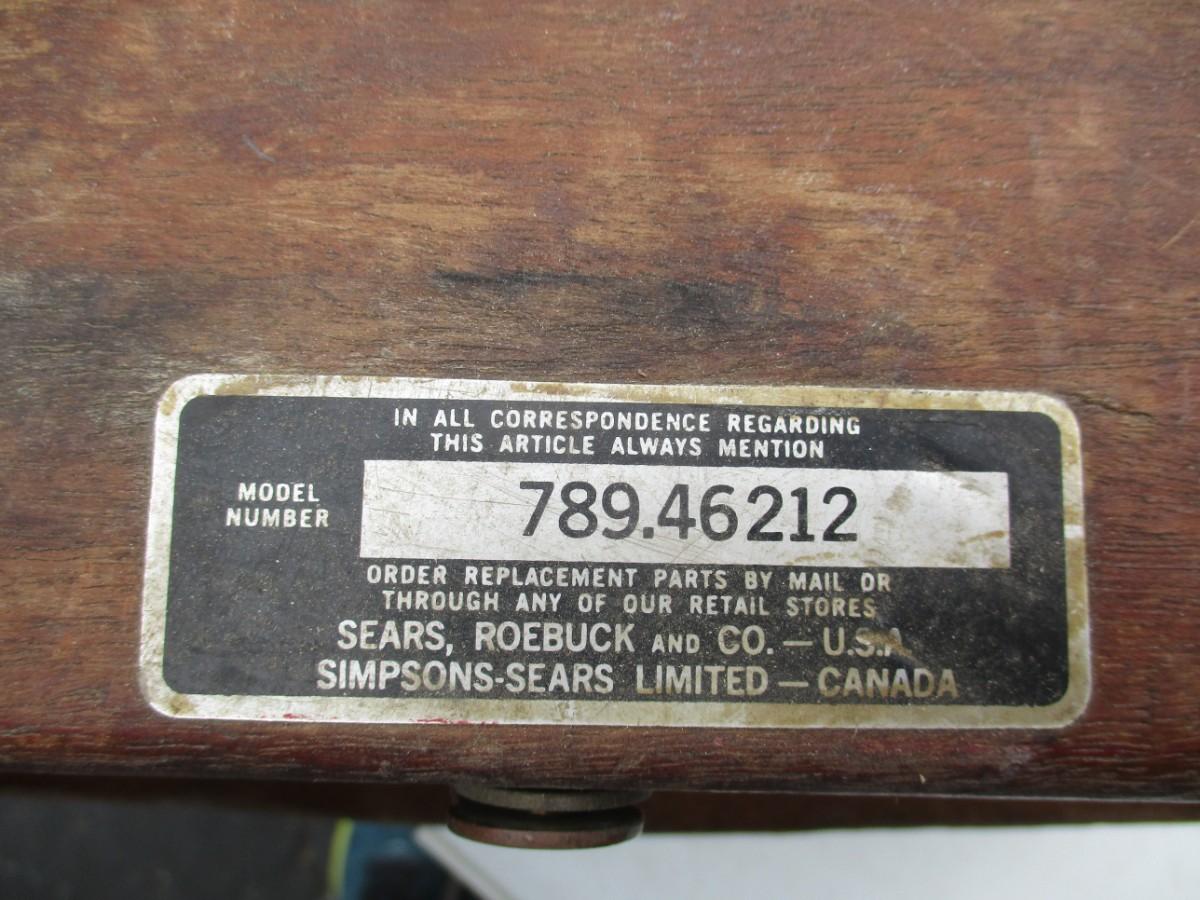 IN ALL CORRESPONDENCE REGARDING
THIS ARTICLE ALWAYS MENTION
MODEL
NUMBER
789.46212
ORDER REPLACEMENT PARTS BY MAIL OR
THROUGH ANY OF OUR RETAIL STORES
SEARS, ROEBUCK AND CO. — U.S.A
SIMPSONS-SEARS LIMITED — CANADA